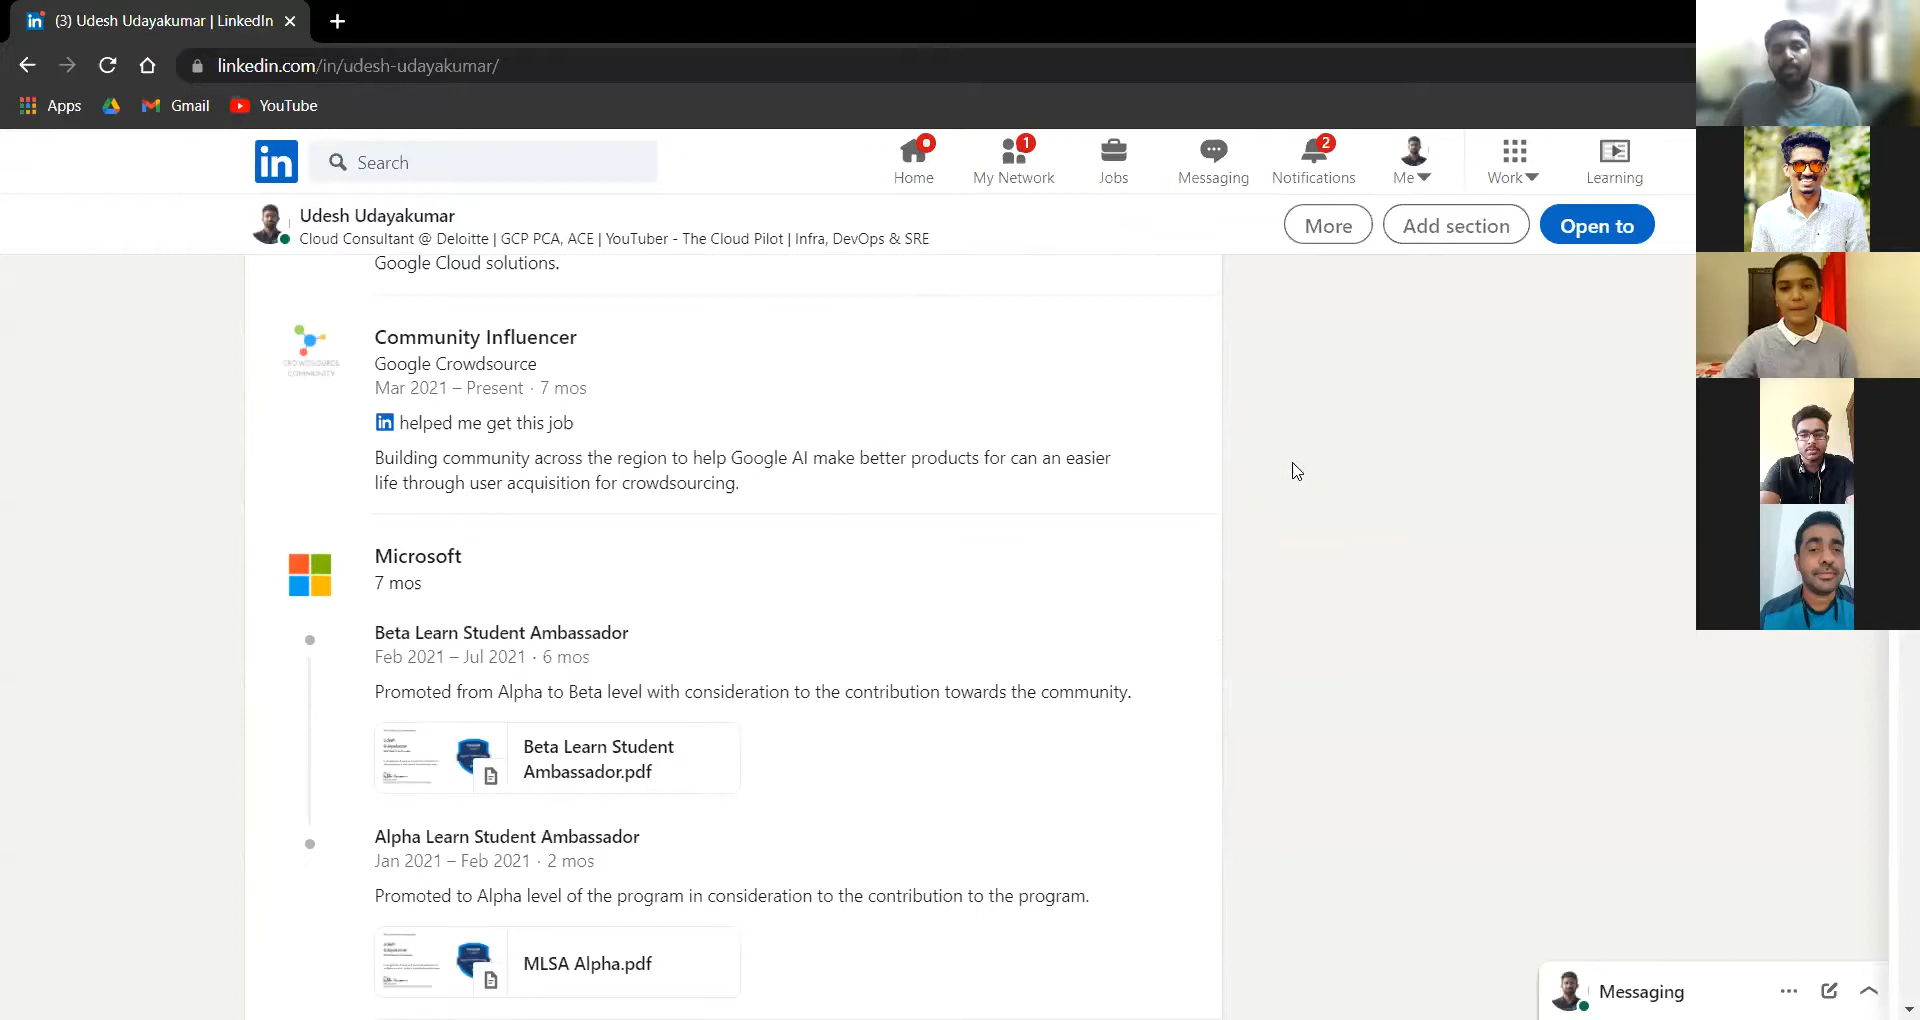 (3) Udesh Udayakumar | LinkedIn
linkedin.com/in/udesh-udayakumar/
Apps Gmail YouTube
in Search
Home
1 My Network
Jobs
Messaging
2 Notifications
Me
Work
Learning
Udesh Udayakumar
Cloud Consultant @ Deloitte | GCP PCA, ACE | YouTuber - The Cloud Pilot | Infra, DevOps & SRE
More Add section Open to
Google Cloud solutions.
CROWDSOURCE
COMMUNITY
Community Influencer
Google Crowdsource
Mar 2021 – Present · 7 mos
in helped me get this job
Building community across the region to help Google AI make better products for can an easier
life through user acquisition for crowdsourcing.
Microsoft
7 mos
Beta Learn Student Ambassador
Feb 2021 – Jul 2021 · 6 mos
Promoted from Alpha to Beta level with consideration to the contribution towards the community.
Beta Learn Student
Ambassador.pdf
Alpha Learn Student Ambassador
Jan 2021 – Feb 2021 · 2 mos
Promoted to Alpha level of the program in consideration to the contribution to the program.
MLSA Alpha.pdf
Messaging